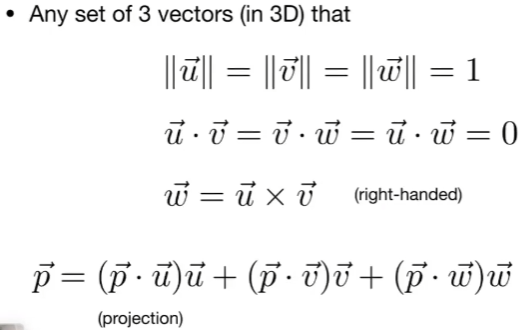 • Any set of 3 vectors (in 3D) that
‖u⃗‖ = ‖v⃗‖ = ‖w⃗‖ = 1
u⃗ · v⃗ = v⃗ · w⃗ = u⃗ · w⃗ = 0
w⃗ = u⃗ × v⃗ (right-handed)
p⃗ = (p⃗ · u⃗)u⃗ + (p⃗ · v⃗)v⃗ + (p⃗ · w⃗)w⃗
(projection)